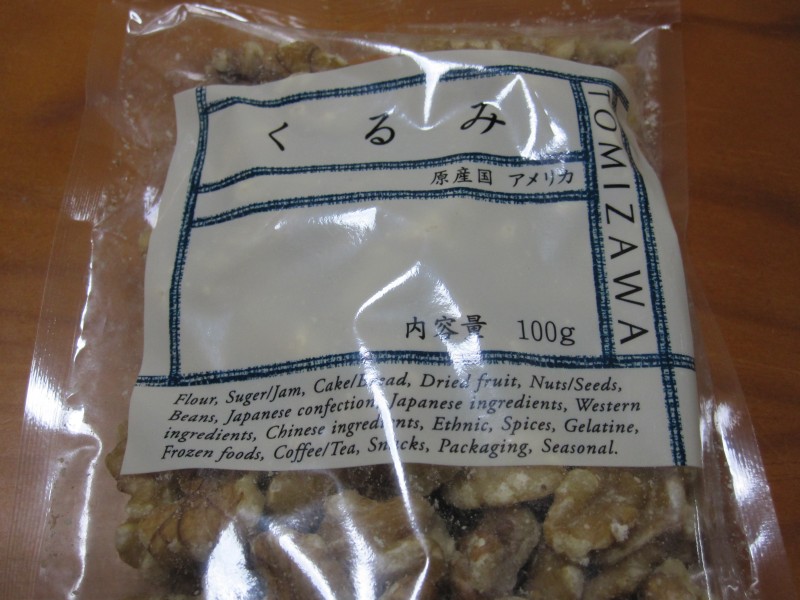 くるみ
原産国 アメリカ
TOMIZAWA
内容量 100g
Flour, Suger/Jam, Cake/Bread, Dried fruit, Nuts/Seeds,
Beans, Japanese confection, Japanese ingredients, Western
ingredients, Chinese ingredients, Ethnic, Spices, Gelatine,
Frozen foods, Coffee/Tea, Snacks, Packaging, Seasonal.